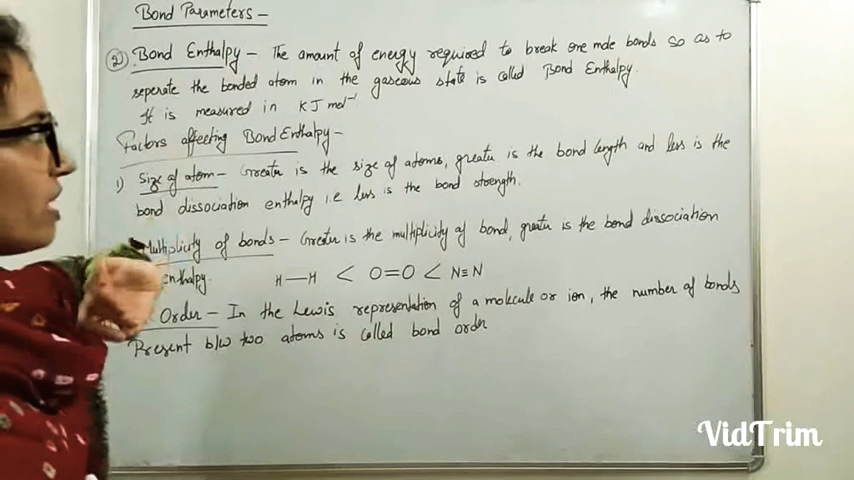 Bond Parameters -
2) Bond Enthalpy - The amount of energy required to break one mole bonds so as to
seperate the bonded atom in the gaseous state is called Bond Enthalpy.
It is measured in KJ mol⁻¹
Factors affecting Bond Enthalpy -
1) Size of atom - Greater is the size of atoms, greater is the bond length and less is the
bond dissociation enthalpy i.e less is the bond strength.
Multiplicity of bonds - Greater is the multiplicity of bond, greater is the bond dissociation
enthalpy. H—H < O=O < N≡N
Order - In the Lewis representation of a molecule or ion, the number of bonds
Present b/w two atoms is called bond order
VidTrim